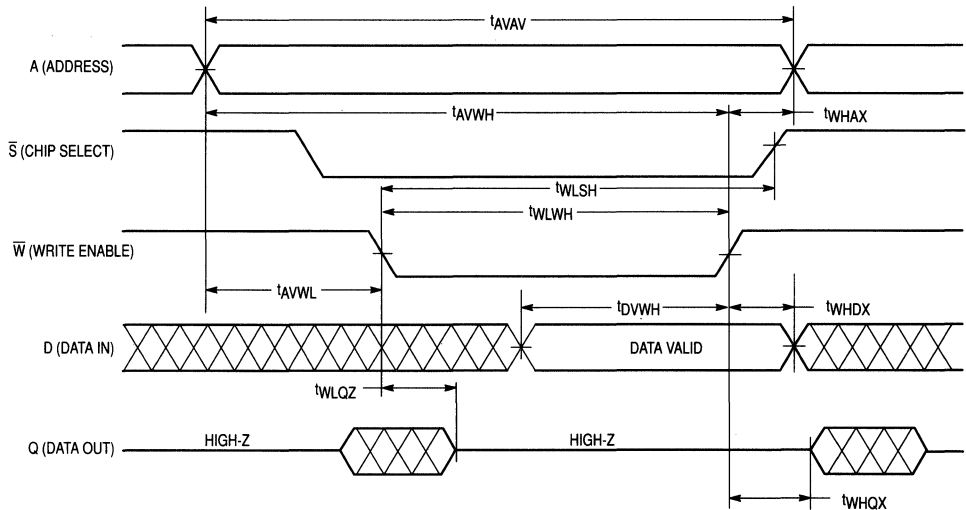 tAVAV
A (ADDRESS)
tAVWH
tWHAX
S̅ (CHIP SELECT)
tWLSH
tWLWH
W̅ (WRITE ENABLE)
tAVWL
tDVWH
tWHDX
D (DATA IN)
DATA VALID
tWLQZ
Q (DATA OUT)
HIGH-Z
HIGH-Z
tWHQX